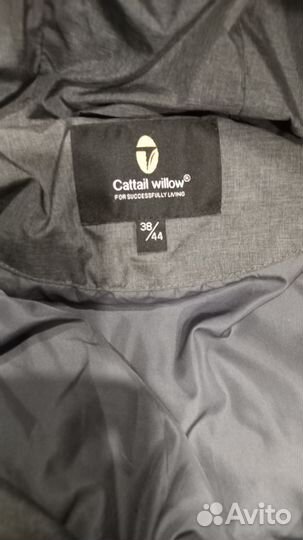 Cattail willow®
FOR SUCCESSFULLY LIVING
38/44
Avito